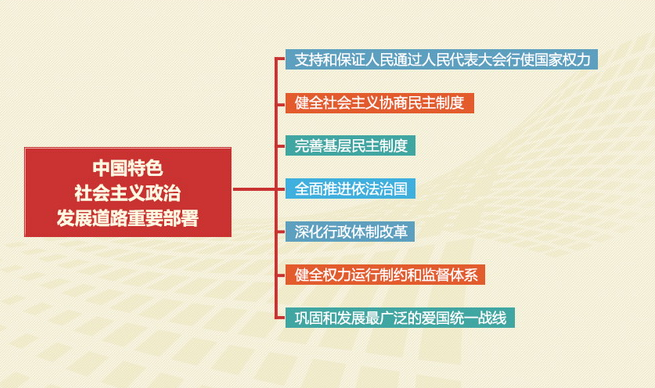 中国特色
社会主义政治
发展道路重要部署
支持和保证人民通过人民代表大会行使国家权力
健全社会主义协商民主制度
完善基层民主制度
全面推进依法治国
深化行政体制改革
健全权力运行制约和监督体系
巩固和发展最广泛的爱国统一战线